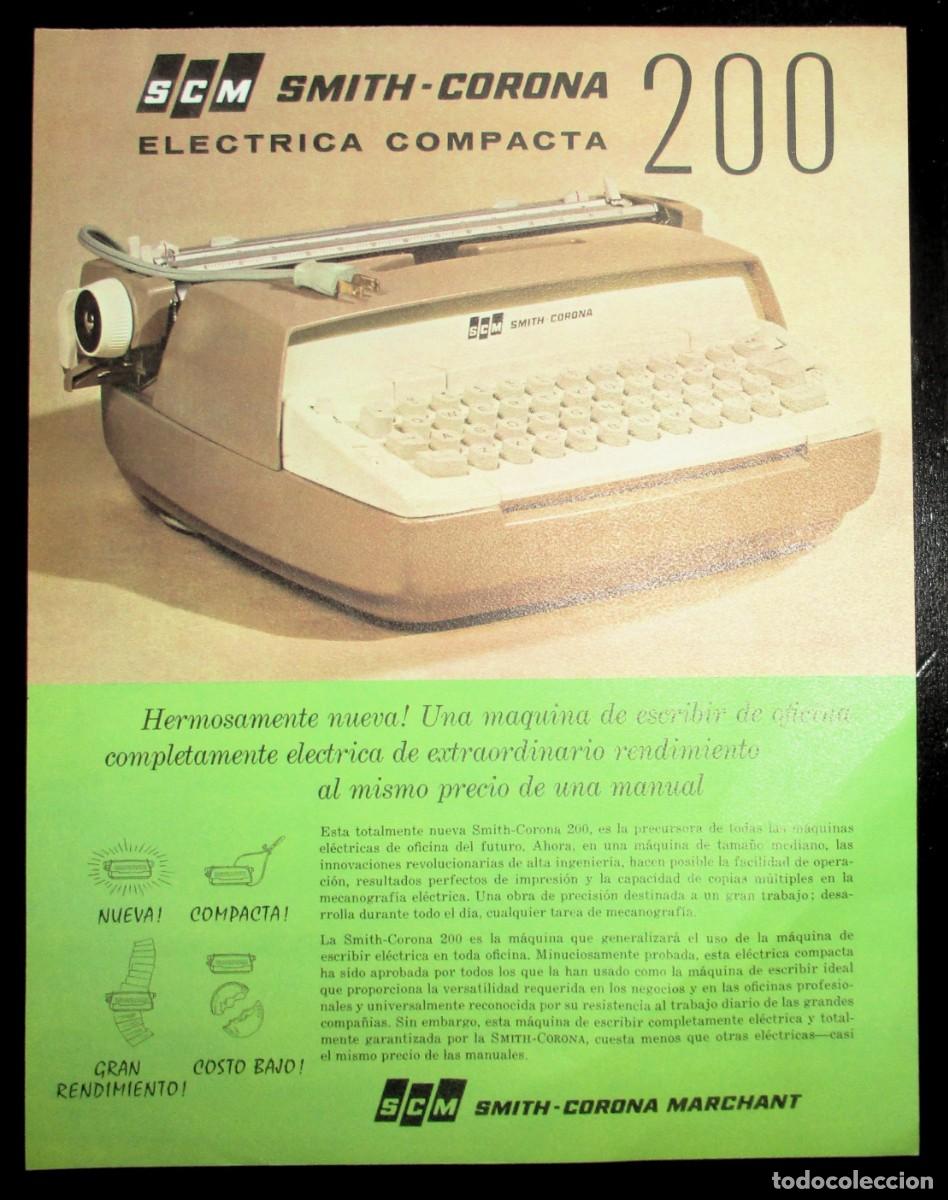 SCM SMITH-CORONA 200
ELECTRICA COMPACTA
SCM SMITH-CORONA
Hermosamente nueva! Una maquina de escribir de oficena
completamente electrica de extraordinario rendimiento
al mismo precio de una manual
Esta totalmente nueva Smith-Corona 200, es la precursora de todas las máquinas
eléctricas de oficina del futuro. Ahora, en una máquina de tamaño mediano, las
innovaciones revolucionarias de alta ingenieria, hacen posible la facilidad de opera-
ción, resultados perfectos de impresión y la capacidad de copias múltiples en la
mecanografía eléctrica. Una obra de precisión destinada a un gran trabajo; desa-
rrolla durante todo el día, cualquier tarea de mecanografía.
La Smith-Corona 200 es la máquina que generalizará el uso de la máquina de
escribir eléctrica en toda oficina. Minuciosamente probada, esta eléctrica compacta
ha sido aprobada por todos los que la han usado como la máquina de escribir ideal
que proporciona la versatilidad requerida en los negocios y en las oficinas profesio-
nales y universalmente reconocida por su resistencia al trabajo diario de las grandes
compañías. Sin embargo, esta máquina de escribir completamente eléctrica y total-
mente garantizada por la SMITH-CORONA, cuesta menos que otras eléctricas—casi
el mismo precio de las manuales.
NUEVA! COMPACTA!
GRAN
RENDIMIENTO!
COSTO BAJO!
SCM SMITH-CORONA MARCHANT
todocoleccion